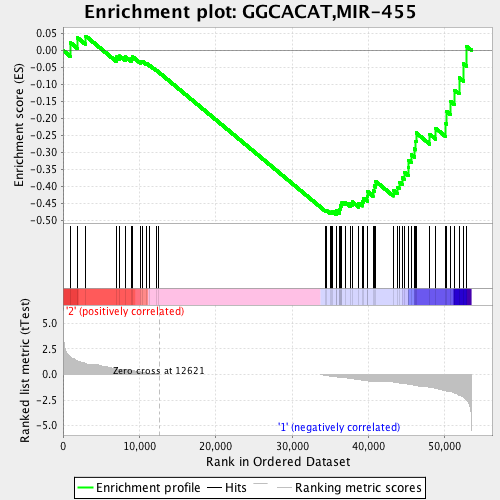 Enrichment plot: GGCACAT,MIR-455
Enrichment score (ES)
0.05
0.00
-0.05
-0.10
-0.15
-0.20
-0.25
-0.30
-0.35
-0.40
-0.45
-0.50
Ranked list metric (tTest)
'2' (positively correlated)
5.0
2.5
Zero cross at 12621
0.0
-2.5
-5.0
'1' (negatively correlated)
0 10,000 20,000 30,000 40,000 50,000
Rank in Ordered Dataset
Enrichment profile Hits Ranking metric scores